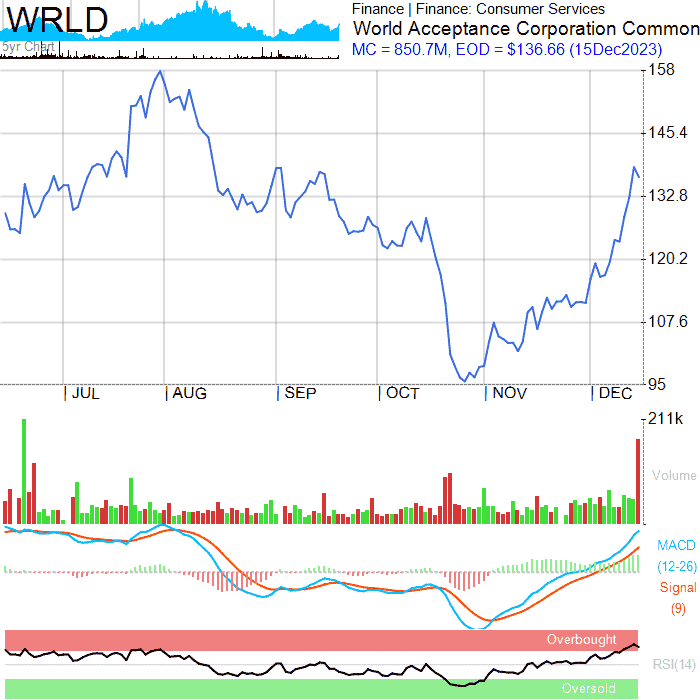 WRLD
5yr Chart
Finance | Finance: Consumer Services
World Acceptance Corporation Common
MC = 850.7M, EOD = $136.66 (15Dec2023)
158
145.4
132.8
120.2
107.6
95
JUL
AUG
SEP
OCT
NOV
DEC
211k
Volume
MACD
(12-26)
Signal
(9)
Overbought
RSI(14)
Oversold